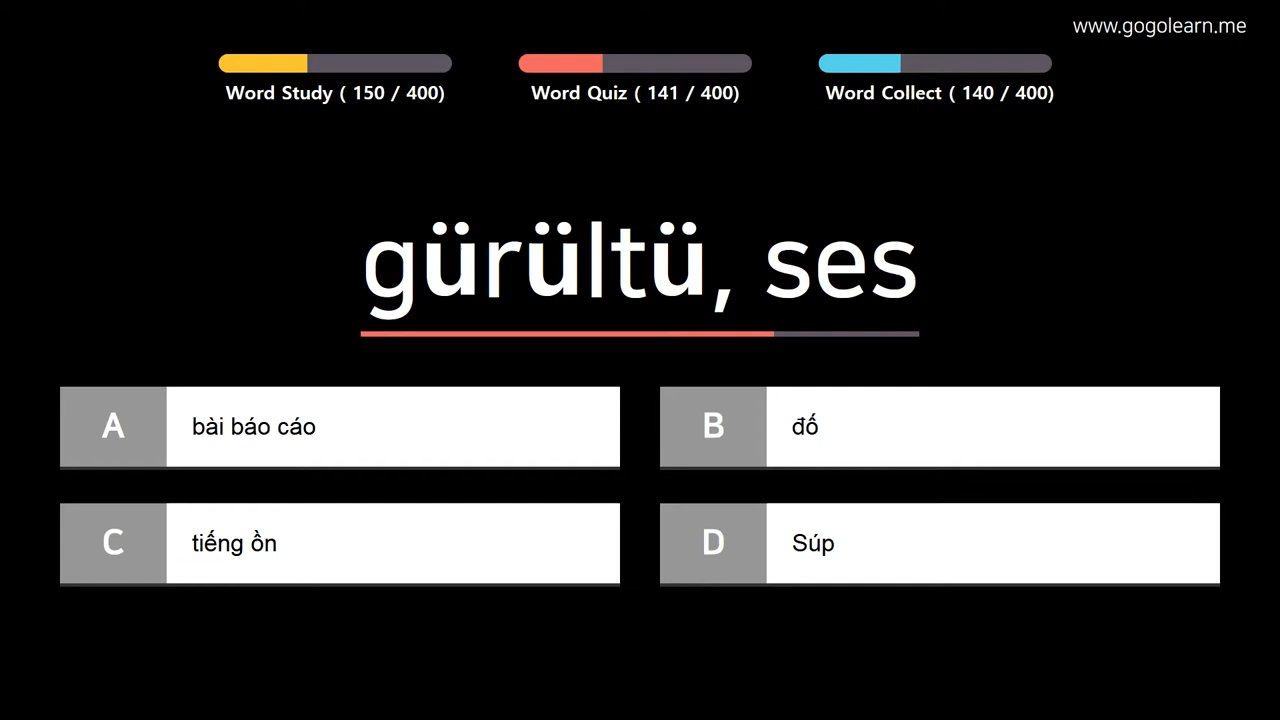 www.gogolearn.me
Word Study ( 150 / 400)
Word Quiz ( 141 / 400)
Word Collect ( 140 / 400)
gürültü, ses
A bài báo cáo
B đố
C tiếng ồn
D Súp